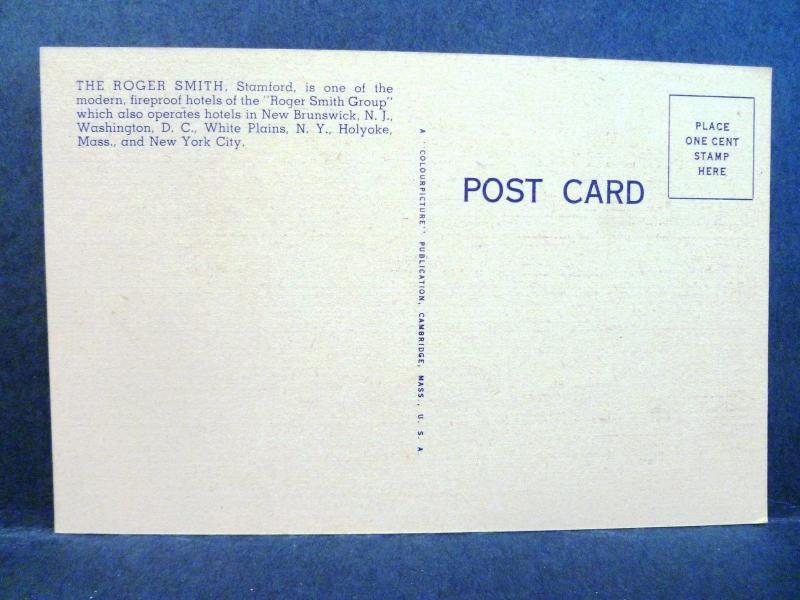 THE ROGER SMITH, Stamford, is one of the
modern, fireproof hotels of the "Roger Smith Group"
which also operates hotels in New Brunswick, N. J.,
Washington, D. C., White Plains, N. Y., Holyoke,
Mass., and New York City.
A "COLOURPICTURE" PUBLICATION, CAMBRIDGE, MASS., U. S. A.
POST CARD
PLACE
ONE CENT
STAMP
HERE